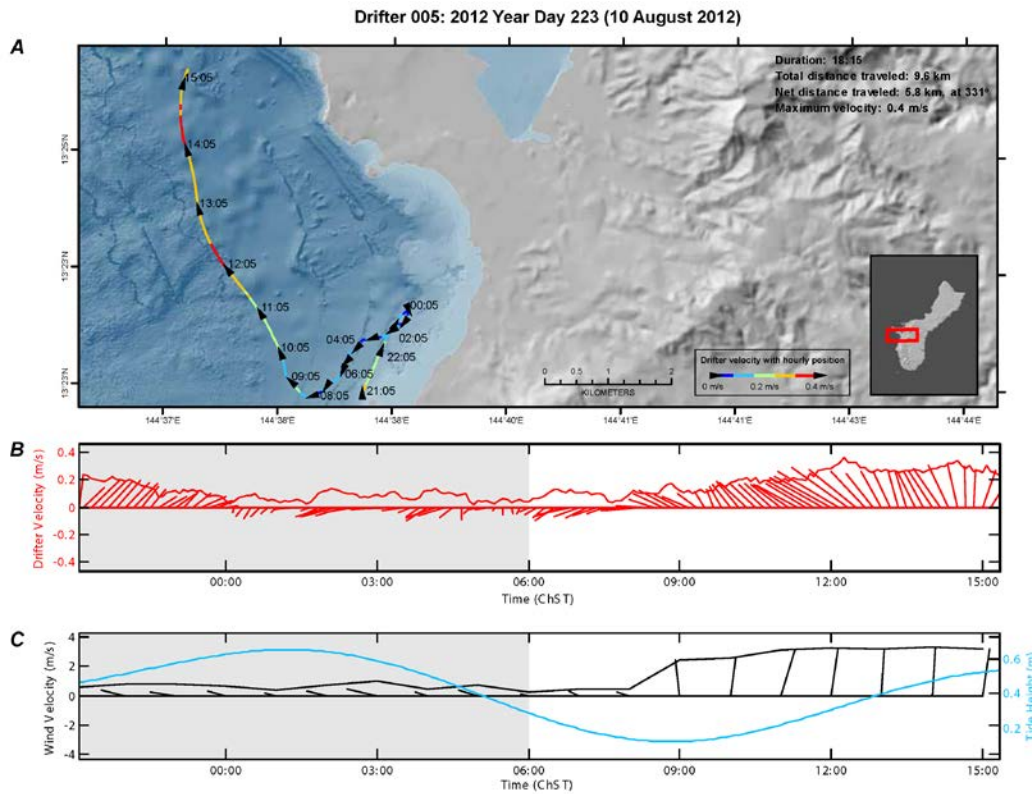 Drifter 005: 2012 Year Day 223 (10 August 2012)
A
Duration: 18:15
Total distance traveled: 9.6 km
Net distance traveled: 5.8 km, at 331°
Maximum velocity: 0.4 m/s
15:05
14:05
13:05
12:05
11:05
10:05
09:05
08:05
06:05
04:05
00:05
02:05
22:05
21:05
13°25'N
13°23'N
13°23'N
0 0.5 1 2
KILOMETERS
Drifter velocity with hourly position
0 m/s 0.2 m/s 0.4 m/s
144°37'E 144°38'E 144°38'E 144°40'E 144°41'E 144°43'E 144°44'E
B
Drifter Velocity (m/s)
0.4
0.2
0
-0.2
-0.4
00:00 03:00 06:00 09:00 12:00 15:00
Time (ChST)
C
Wind Velocity (m/s)
4
2
0
-2
-4
0.6
0.4
0.2
Tide Height (m)
00:00 03:00 06:00 09:00 12:00 15:00
Time (ChST)